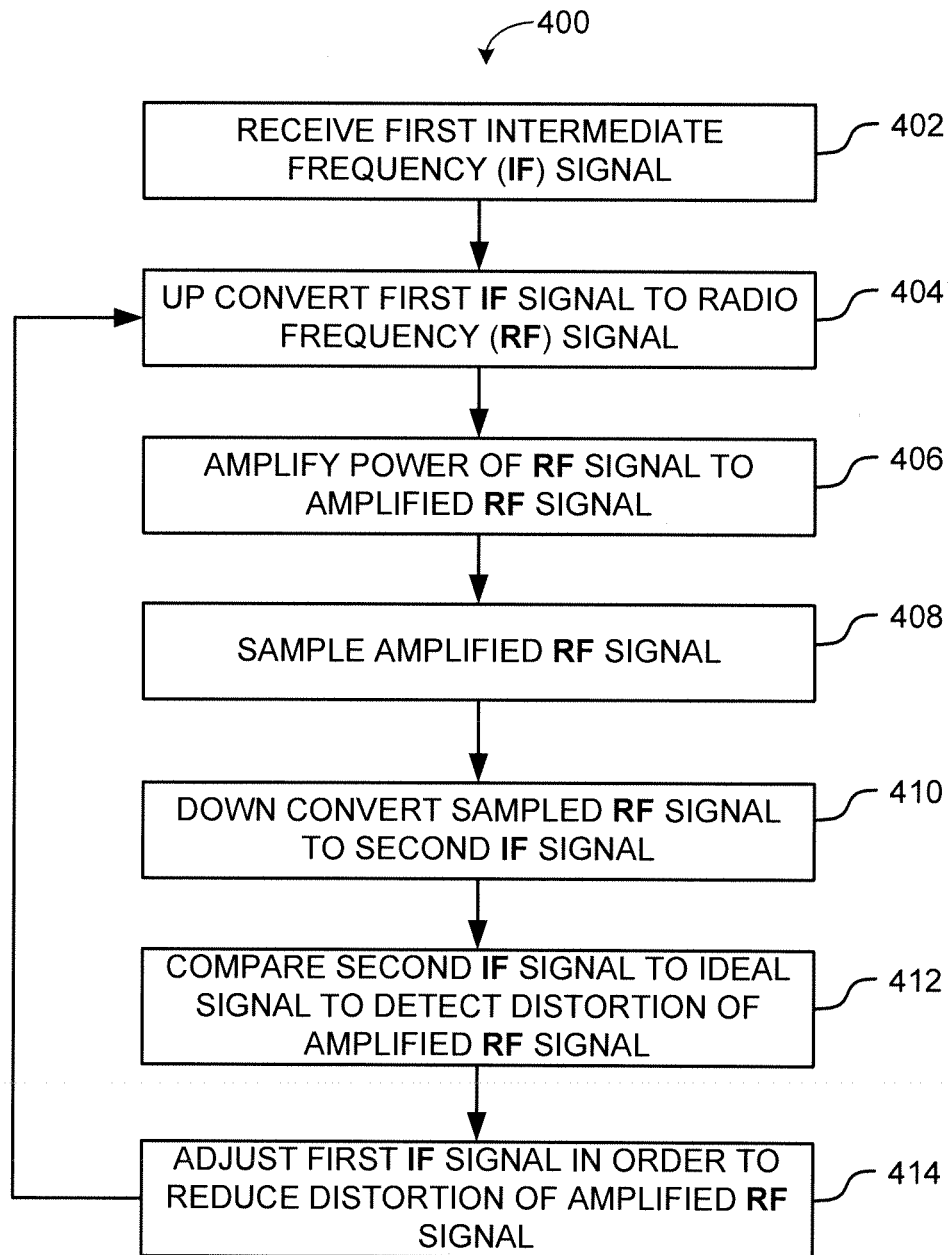 400
RECEIVE FIRST INTERMEDIATE
FREQUENCY (IF) SIGNAL
402
UP CONVERT FIRST IF SIGNAL TO RADIO
FREQUENCY (RF) SIGNAL
404
AMPLIFY POWER OF RF SIGNAL TO
AMPLIFIED RF SIGNAL
406
SAMPLE AMPLIFIED RF SIGNAL
408
DOWN CONVERT SAMPLED RF SIGNAL
TO SECOND IF SIGNAL
410
COMPARE SECOND IF SIGNAL TO IDEAL
SIGNAL TO DETECT DISTORTION OF
AMPLIFIED RF SIGNAL
412
ADJUST FIRST IF SIGNAL IN ORDER TO
REDUCE DISTORTION OF AMPLIFIED RF
SIGNAL
414